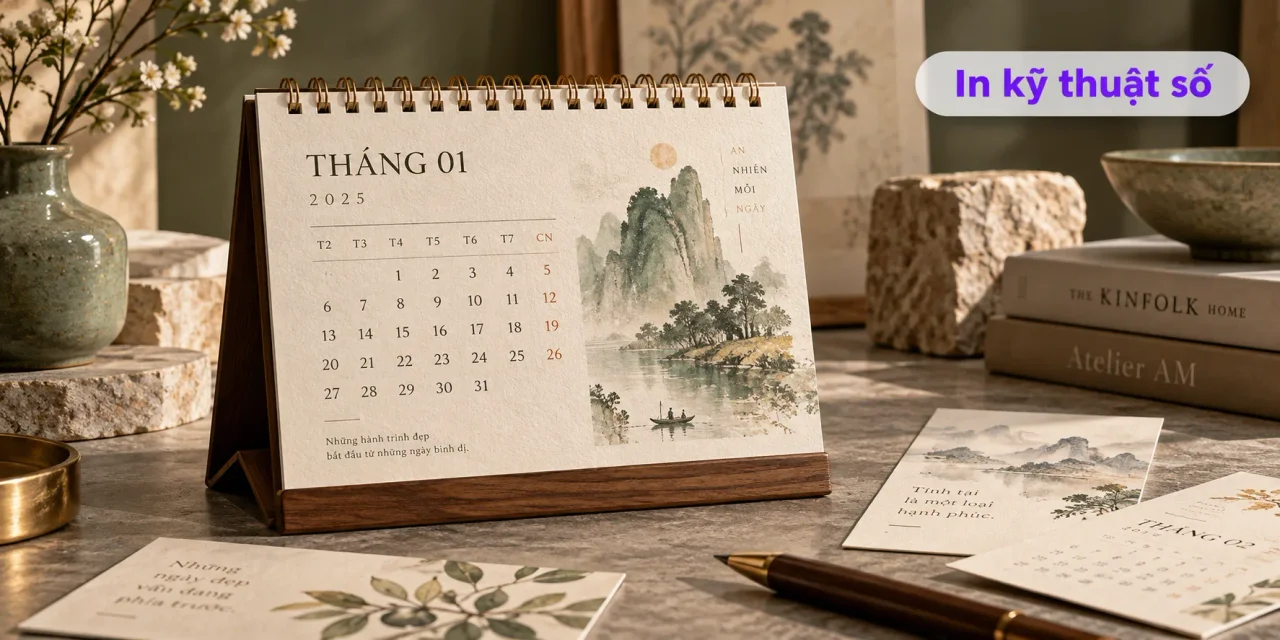 In kỹ thuật số
THÁNG 01
2025
T2 T3 T4 T5 T6 T7 CN
1 2 3 4 5
6 7 8 9 10 11 12
13 14 15 16 17 18 19
20 21 22 23 24 25 26
27 28 29 30 31
Những hành trình đẹp
bắt đầu từ những ngày bình dị.
AN
NHIÊN
MỖI
NGÀY
THE KINFOLK HOME
Atelier AM
Tĩnh tại
là một loại
hạnh phúc.
THÁNG 02
Những
ngày đẹp
vẫn đang
phía trước.